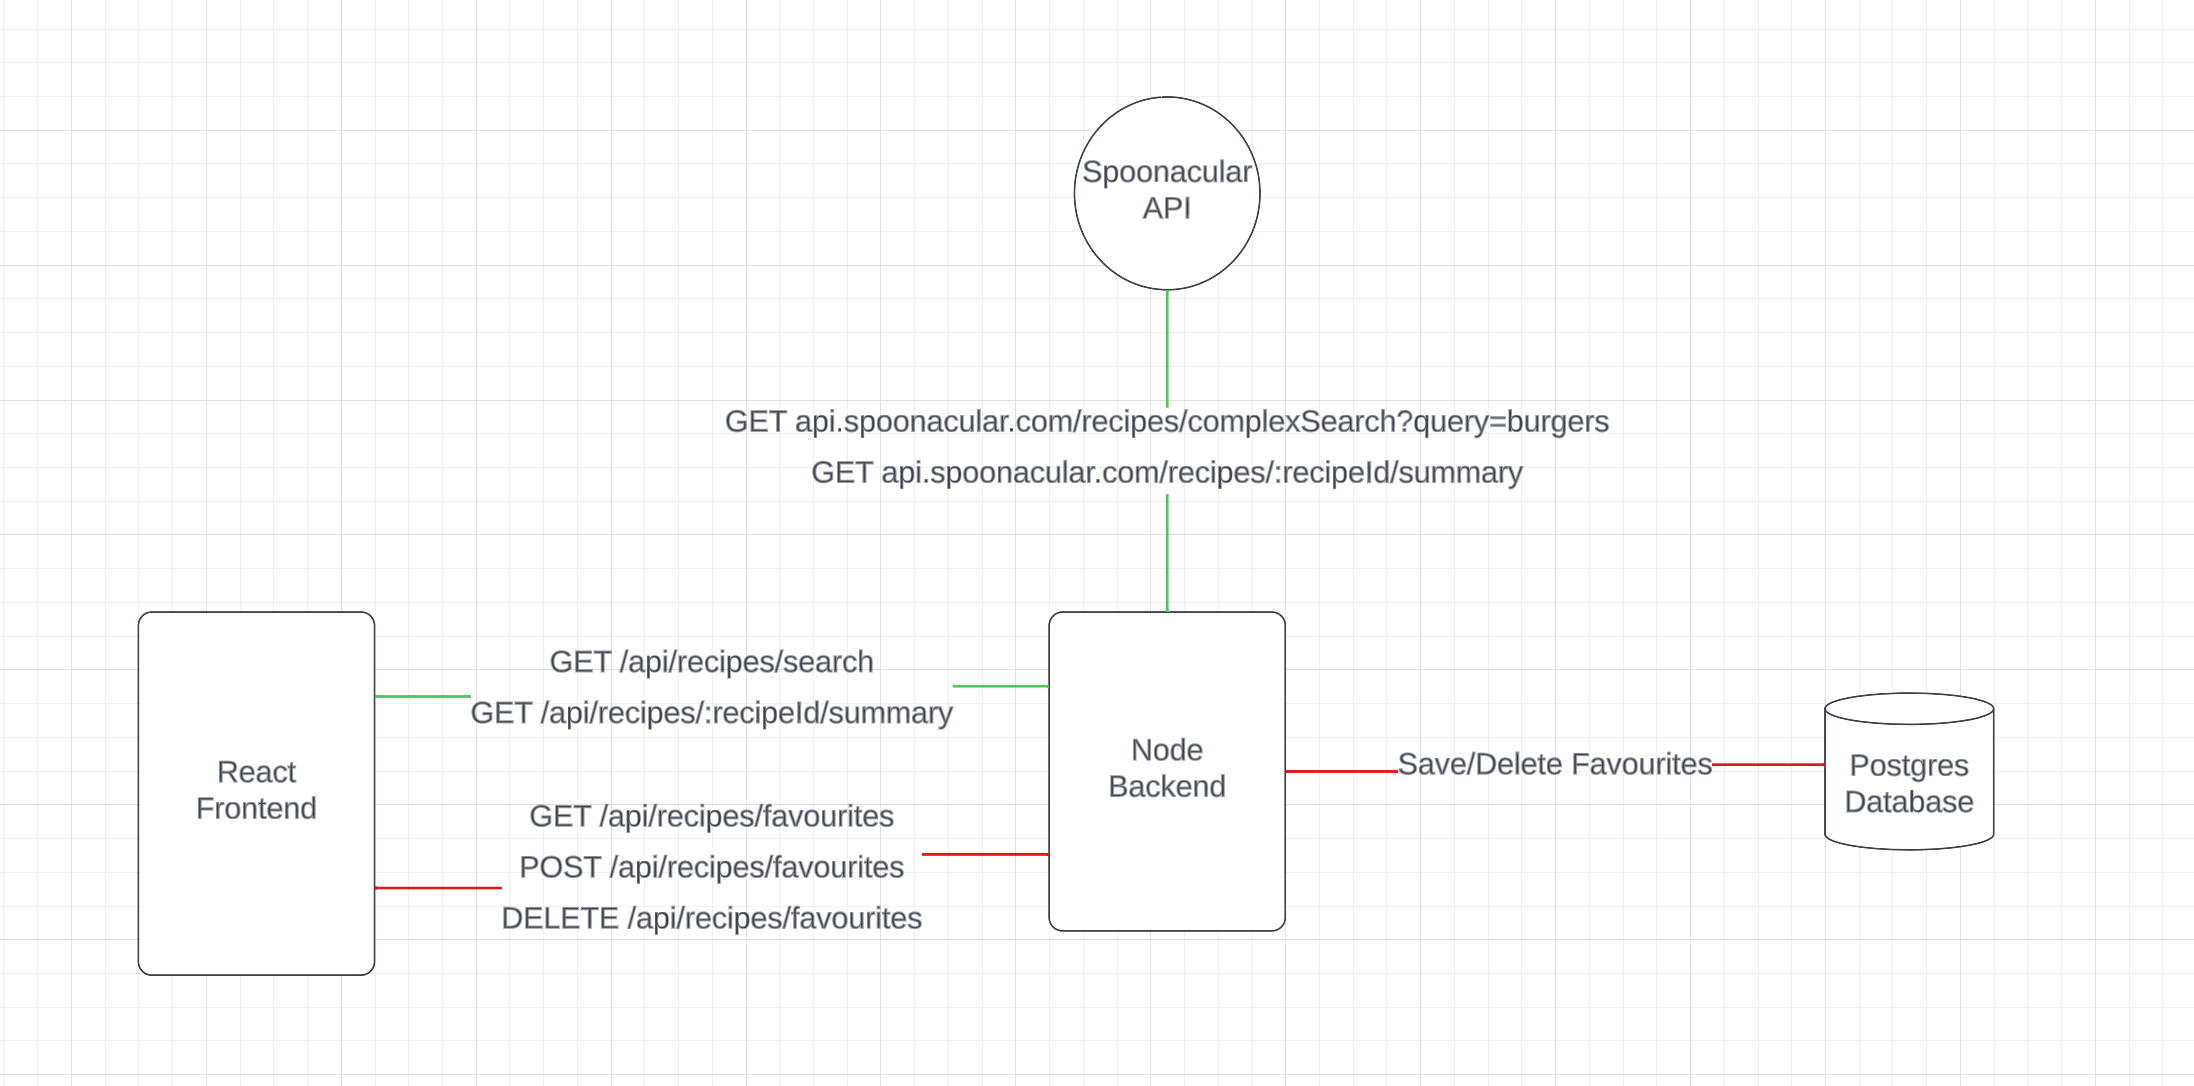 Spoonacular
API
GET api.spoonacular.com/recipes/complexSearch?query=burgers
GET api.spoonacular.com/recipes/:recipeId/summary
React
Frontend
GET /api/recipes/search
GET /api/recipes/:recipeId/summary
GET /api/recipes/favourites
POST /api/recipes/favourites
DELETE /api/recipes/favourites
Node
Backend
Save/Delete Favourites
Postgres
Database